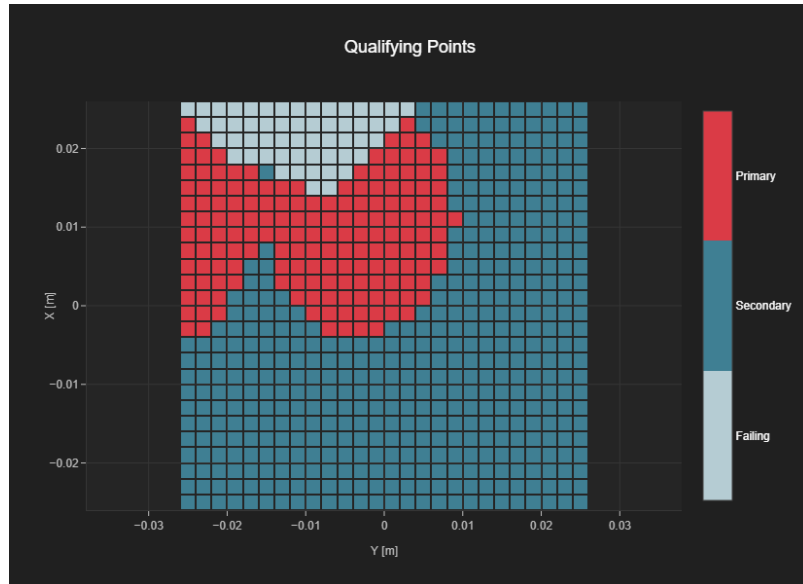 Qualifying Points
Primary
Secondary
Failing
X [m]
0.02
0.01
0
−0.01
−0.02
−0.03
−0.02
−0.01
0
0.01
0.02
0.03
Y [m]